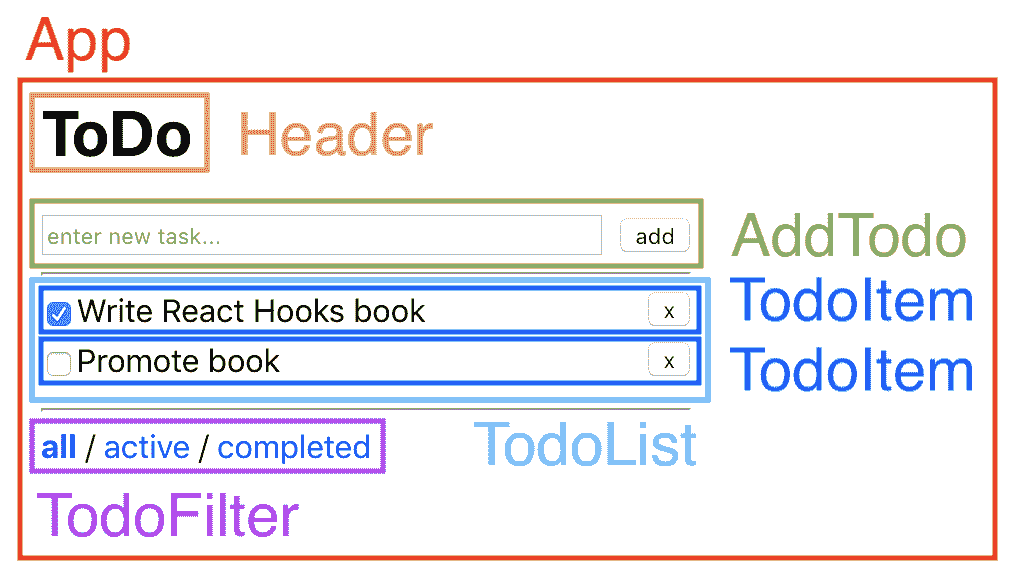 App
ToDo Header
enter new task... add AddTodo
Write React Hooks book x TodoItem
Promote book x TodoItem
all / active / completed TodoList
TodoFilter